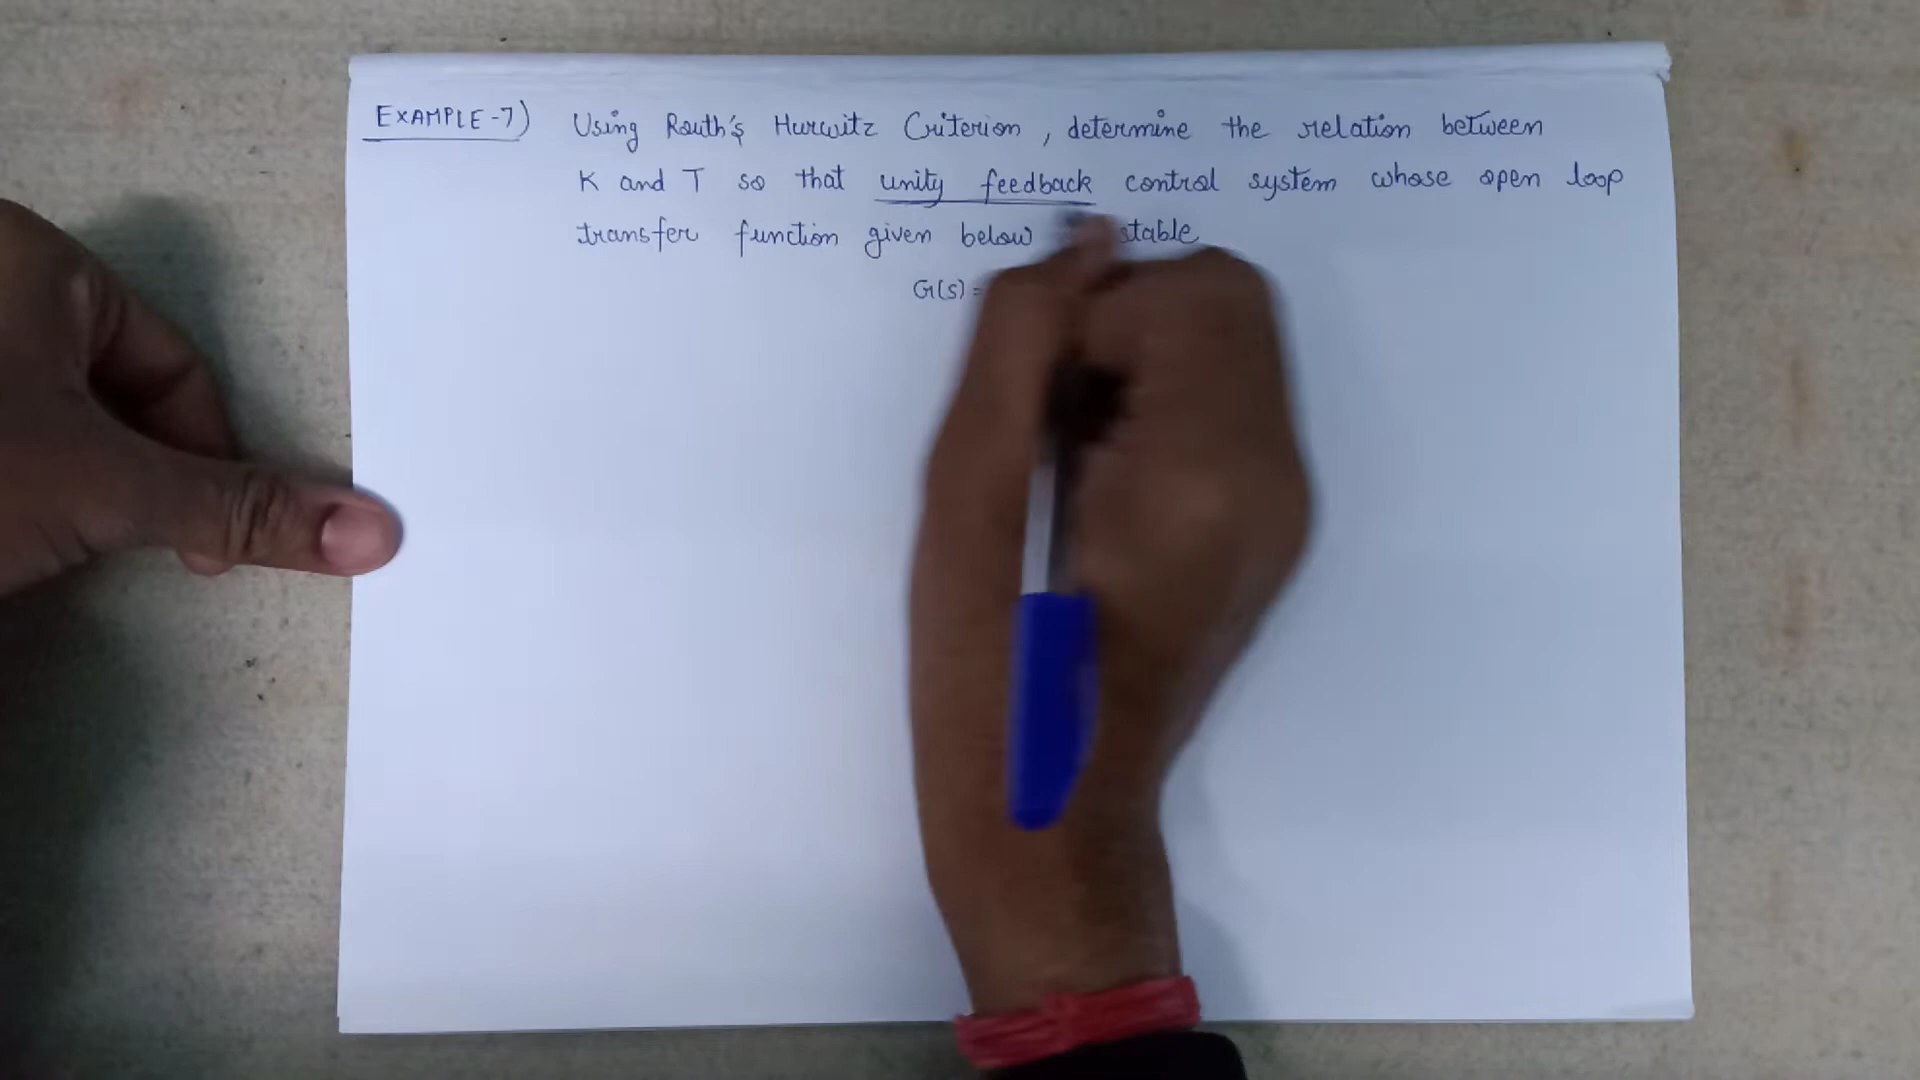 EXAMPLE-7) Using Routh's Hurwitz Criterion, determine the relation between
K and T so that unity feedback control system whose open loop
transfer function given below stable
G(s) =